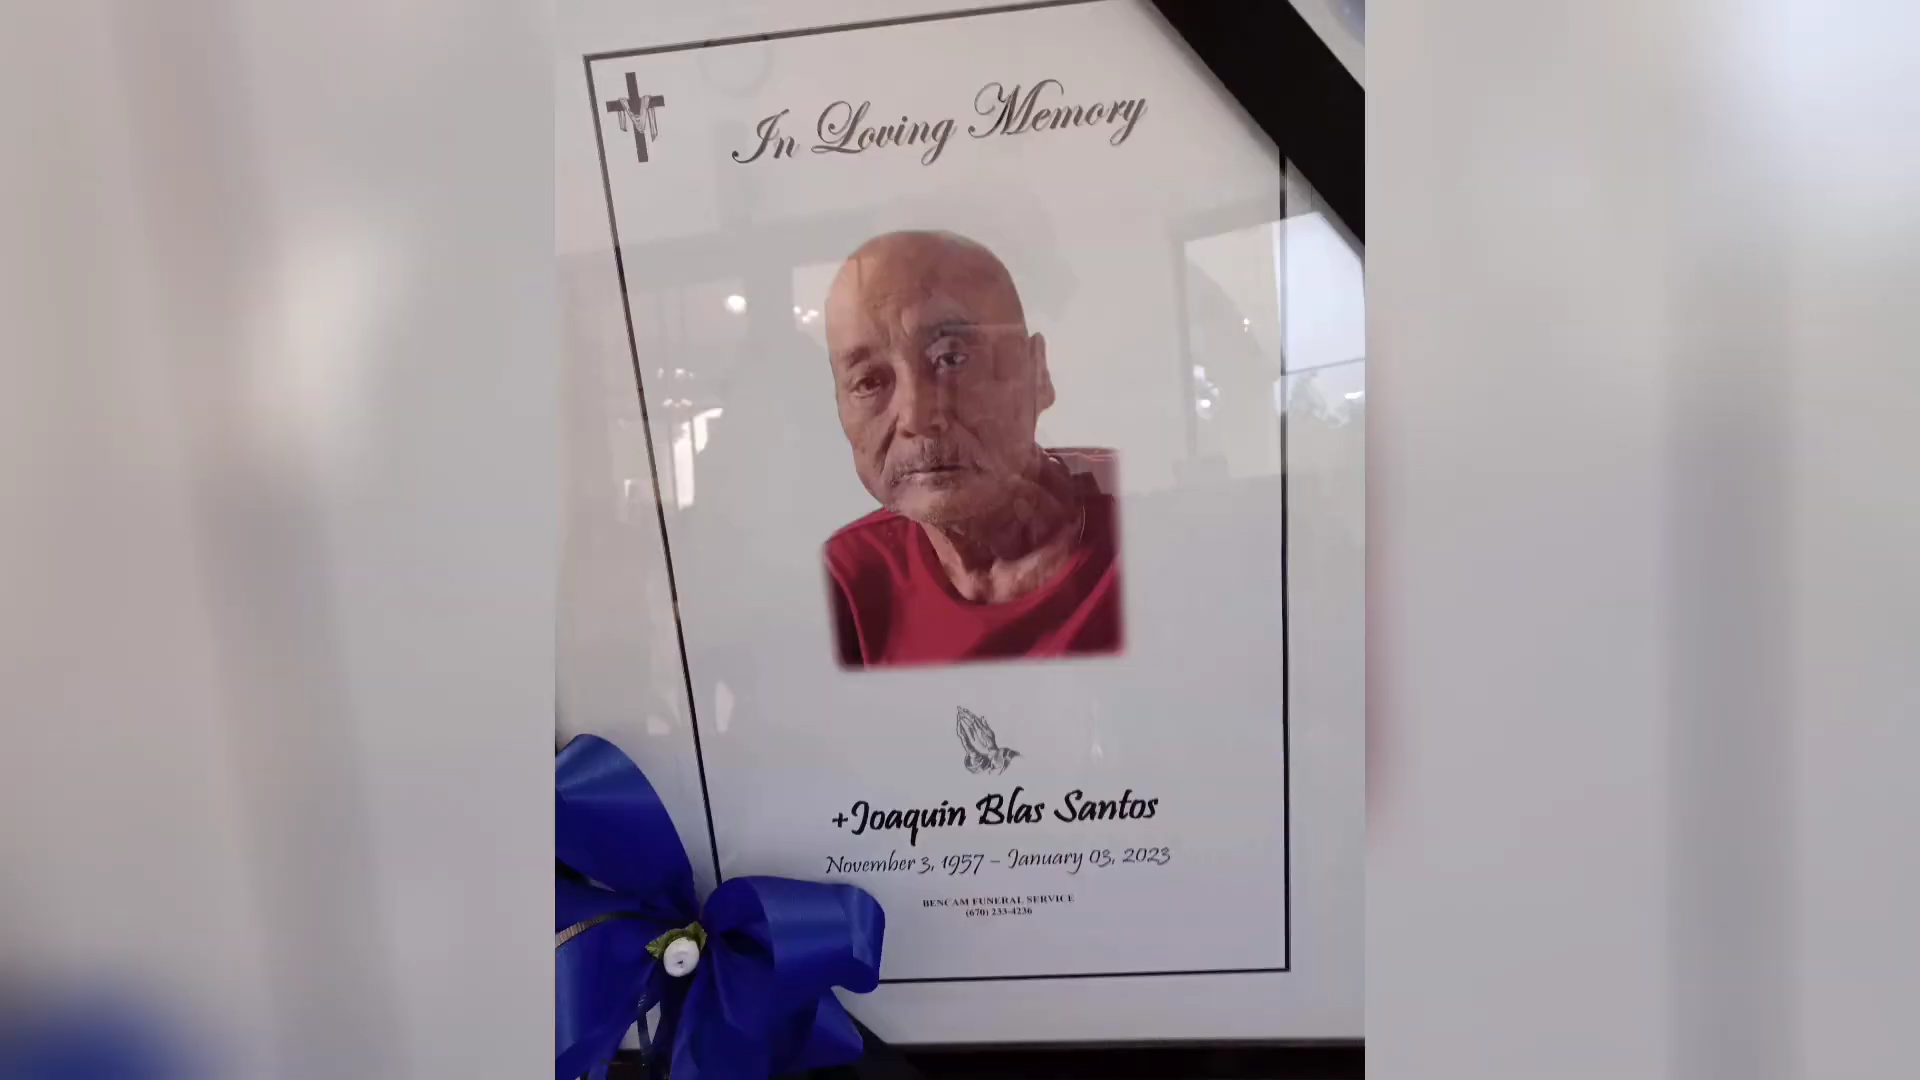 In Loving Memory
+Joaquin Blas Santos
November 3, 1957 – January 03, 2023
BENCAM FUNERAL SERVICE
(670) 233-4236